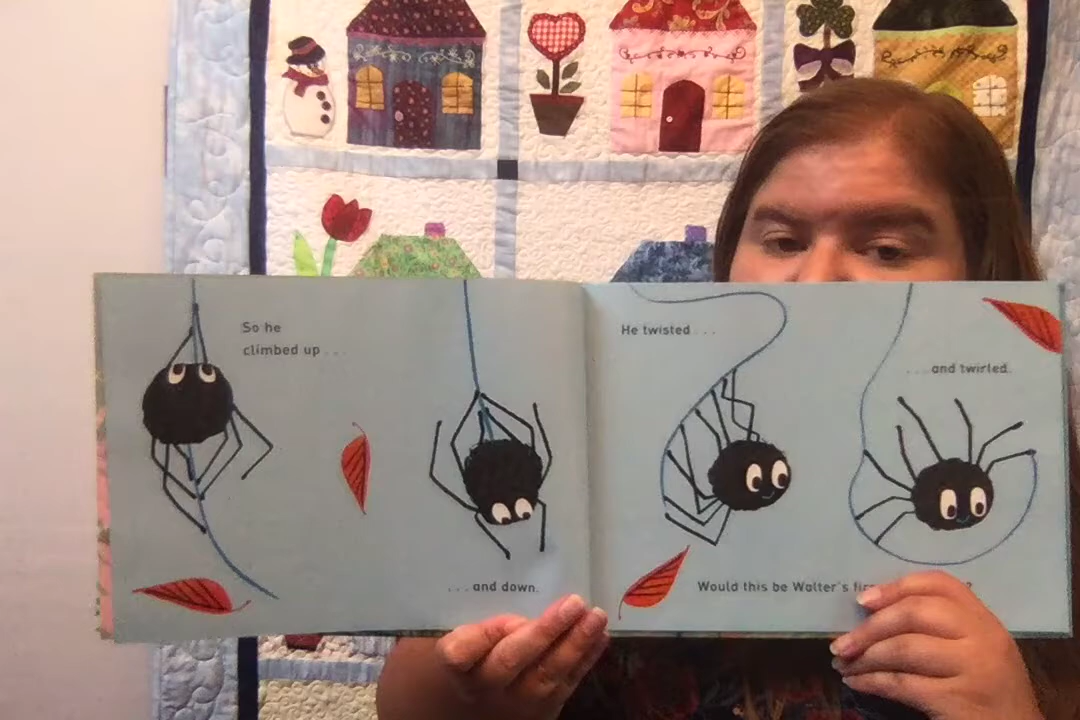 So he
climbed up . . .
. . . and down.
He twisted . . .
. . . and twirled.
Would this be Walter's